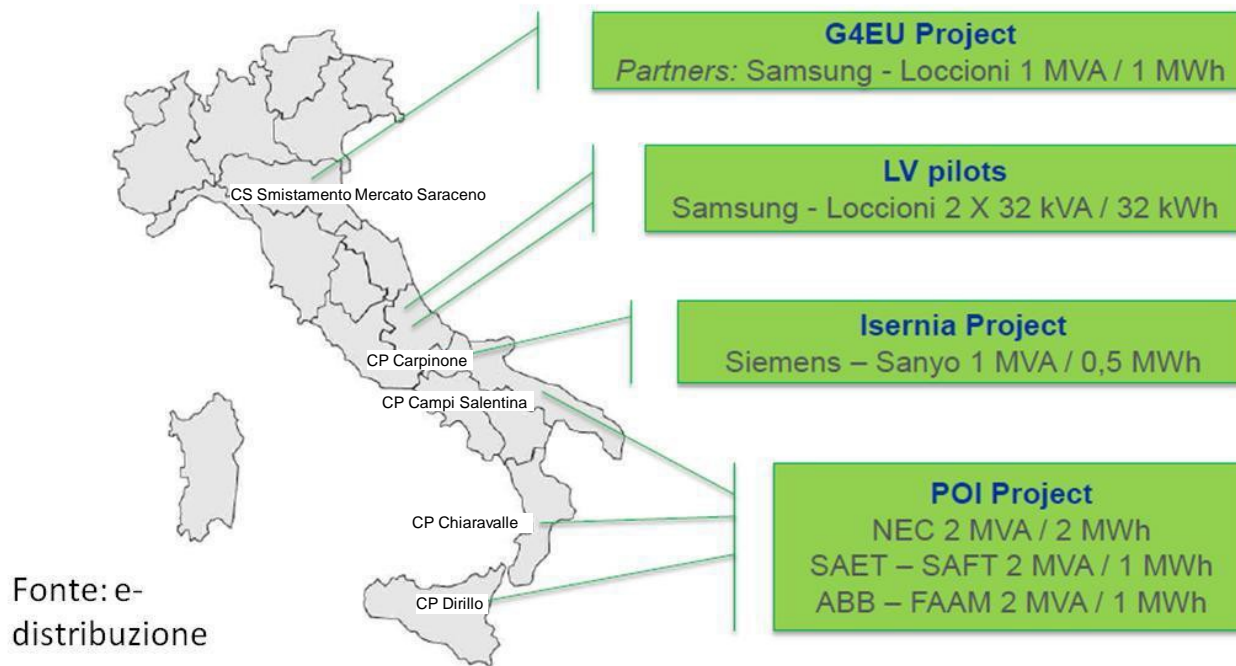 G4EU Project
Partners: Samsung - Loccioni 1 MVA / 1 MWh
LV pilots
Samsung - Loccioni 2 X 32 kVA / 32 kWh
CS Smistamento Mercato Saraceno
Isernia Project
Siemens – Sanyo 1 MVA / 0,5 MWh
CP Carpinone
CP Campi Salentina
POI Project
NEC 2 MVA / 2 MWh
SAET – SAFT 2 MVA / 1 MWh
ABB – FAAM 2 MVA / 1 MWh
CP Chiaravalle
CP Dirillo
Fonte: e-
distribuzione